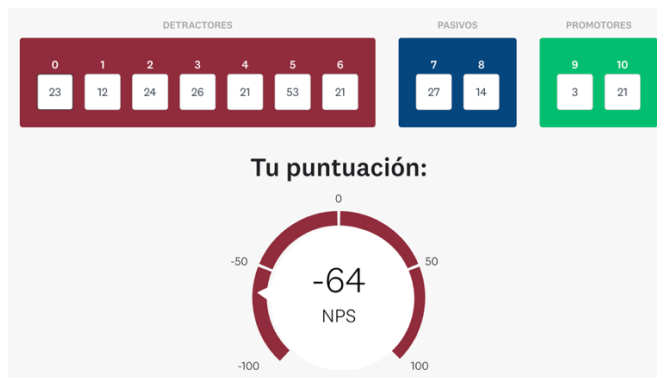 DETRACTORES PASIVOS PROMOTORES
0 1 2 3 4 5 6 7 8 9 10
23 12 24 26 21 53 21 27 14 3 21
Tu puntuación:
0
-50 50
-64
NPS
-100 100